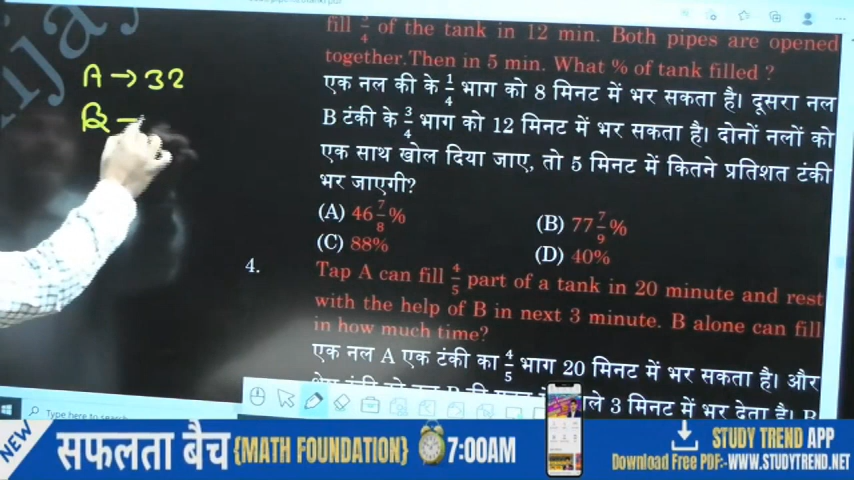 A → 32
B →
fill 3/4 of the tank in 12 min. Both pipes are opened
together.Then in 5 min. What % of tank filled ?
एक नल की के 1/4 भाग को 8 मिनट में भर सकता है। दूसरा नल
B टंकी के 3/4 भाग को 12 मिनट में भर सकता है। दोनों नलों को
एक साथ खोल दिया जाए, तो 5 मिनट में कितने प्रतिशत टंकी
भर जाएगी?
(A) 46 7/8%
(B) 77 7/9%
(C) 88%
(D) 40%
4. Tap A can fill 4/5 part of a tank in 20 minute and rest
with the help of B in next 3 minute. B alone can fill
in how much time?
एक नल A एक टंकी का 4/5 भाग 20 मिनट में भर सकता है। और
3 मिनट में भर देता है। B
Type here to search
NEW
सफलता बैच {MATH FOUNDATION} 7:00AM
STUDY TREND APP
Download Free PDF:-WWW.STUDYTREND.NET